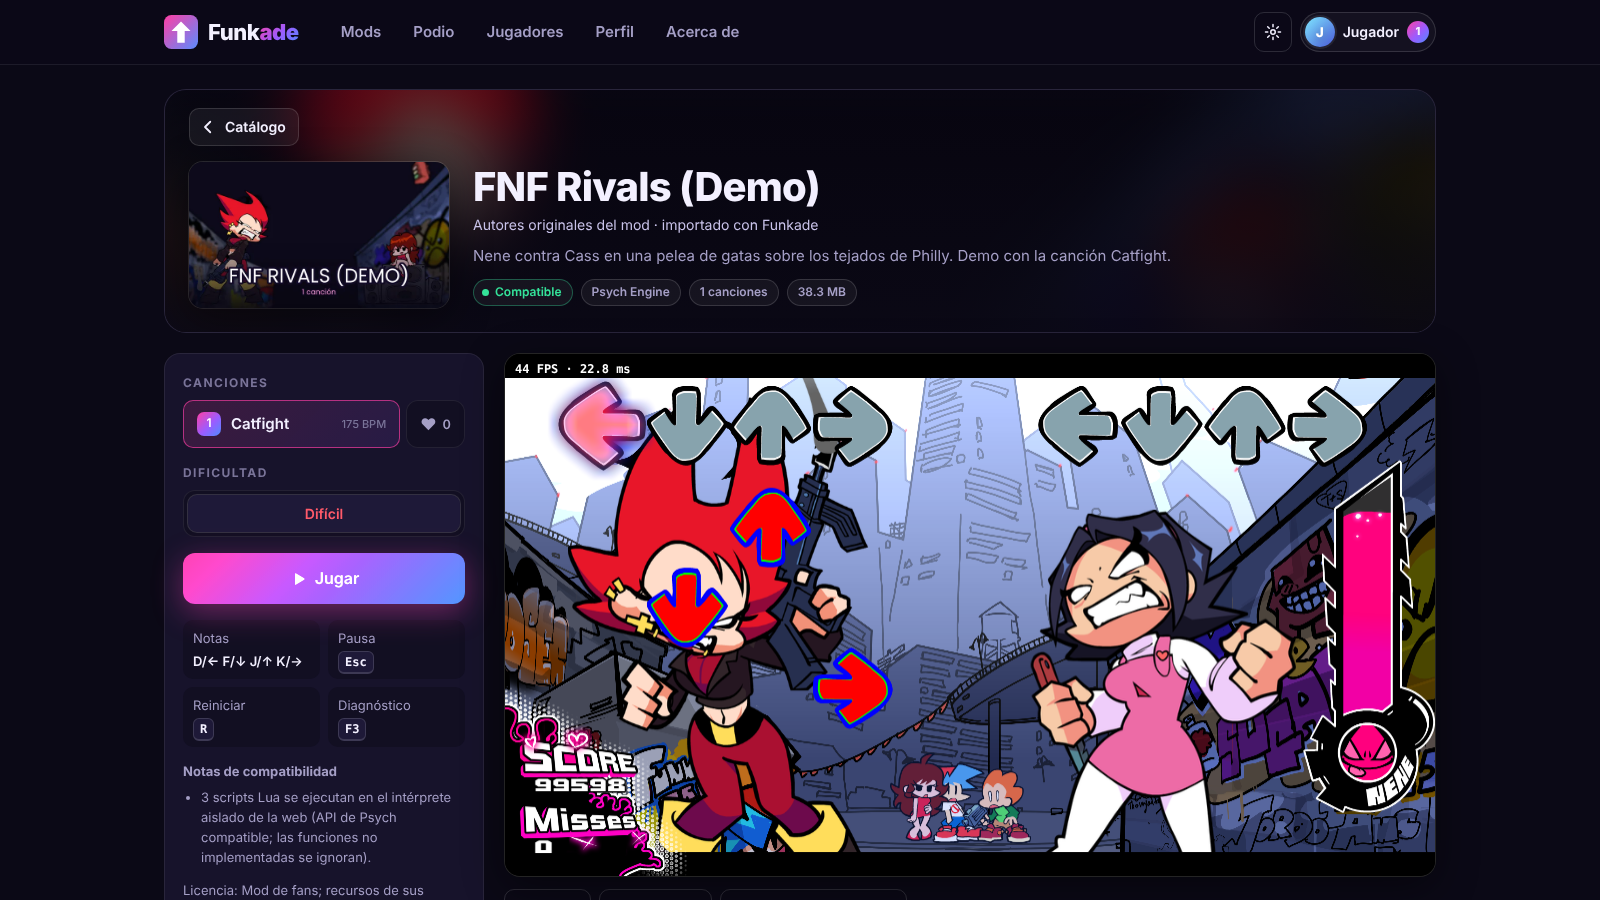 Funkade
Mods
Podio
Jugadores
Perfil
Acerca de
J
Jugador
1
Catálogo
FNF RIVALS (DEMO)
1 canción
FNF Rivals (Demo)
Autores originales del mod · importado con Funkade
Nene contra Cass en una pelea de gatas sobre los tejados de Philly. Demo con la canción Catfight.
Compatible
Psych Engine
1 canciones
38.3 MB
CANCIONES
1
Catfight
175 BPM
0
DIFICULTAD
Difícil
Jugar
Notas
D/← F/↓ J/↑ K/→
Pausa
Esc
Reiniciar
R
Diagnóstico
F3
Notas de compatibilidad
• 3 scripts Lua se ejecutan en el intérprete
aislado de la web (API de Psych
compatible; las funciones no
implementadas se ignoran).
Licencia: Mod de fans; recursos de sus
44 FPS · 22.8 ms
SCORE
99598
Misses
0
NENE